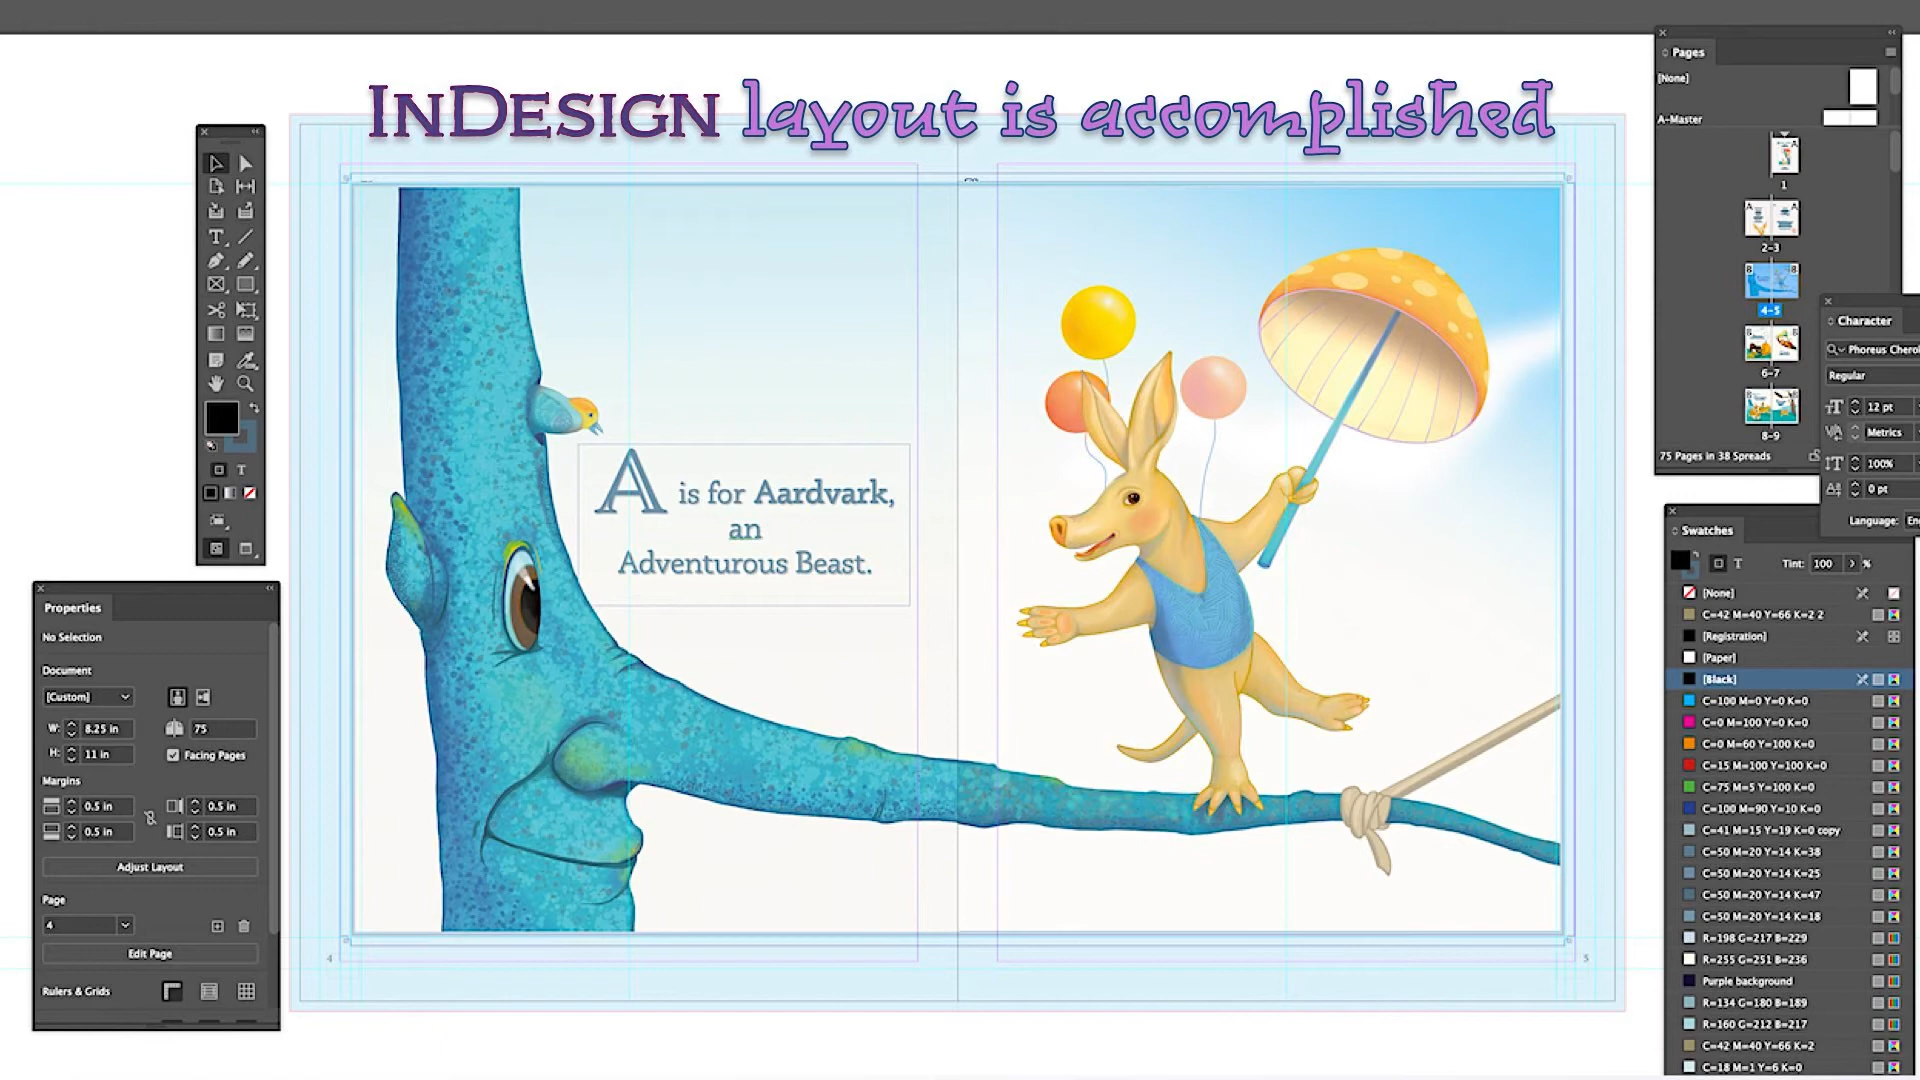 InDesign layout is accomplished
A is for Aardvark,
an
Adventurous Beast.
4
5
Properties
No Selection
Document
[Custom]
W: 8.25 in
75
H: 11 in
Facing Pages
Margins
0.5 in
0.5 in
0.5 in
0.5 in
Adjust Layout
Page
4
Edit Page
Rulers & Grids
Pages
[None]
A-Master
1
2-3
4-5
6-7
8-9
75 Pages in 38 Spreads
Character
Regular
12 pt
Metrics
100%
0 pt
Language:
Swatches
Tint: 100 %
[None]
C=42 M=40 Y=66 K=2 2
[Registration]
[Paper]
[Black]
C=100 M=0 Y=0 K=0
C=0 M=100 Y=0 K=0
C=0 M=60 Y=100 K=0
C=15 M=100 Y=100 K=0
C=75 M=5 Y=100 K=0
C=100 M=90 Y=10 K=0
C=41 M=15 Y=19 K=0 copy
C=50 M=20 Y=14 K=38
C=50 M=20 Y=14 K=25
C=50 M=20 Y=14 K=47
C=50 M=20 Y=14 K=18
R=198 G=217 B=229
R=255 G=251 B=236
Purple background
R=134 G=180 B=189
R=160 G=212 B=217
C=42 M=40 Y=66 K=2
C=18 M=1 Y=6 K=0